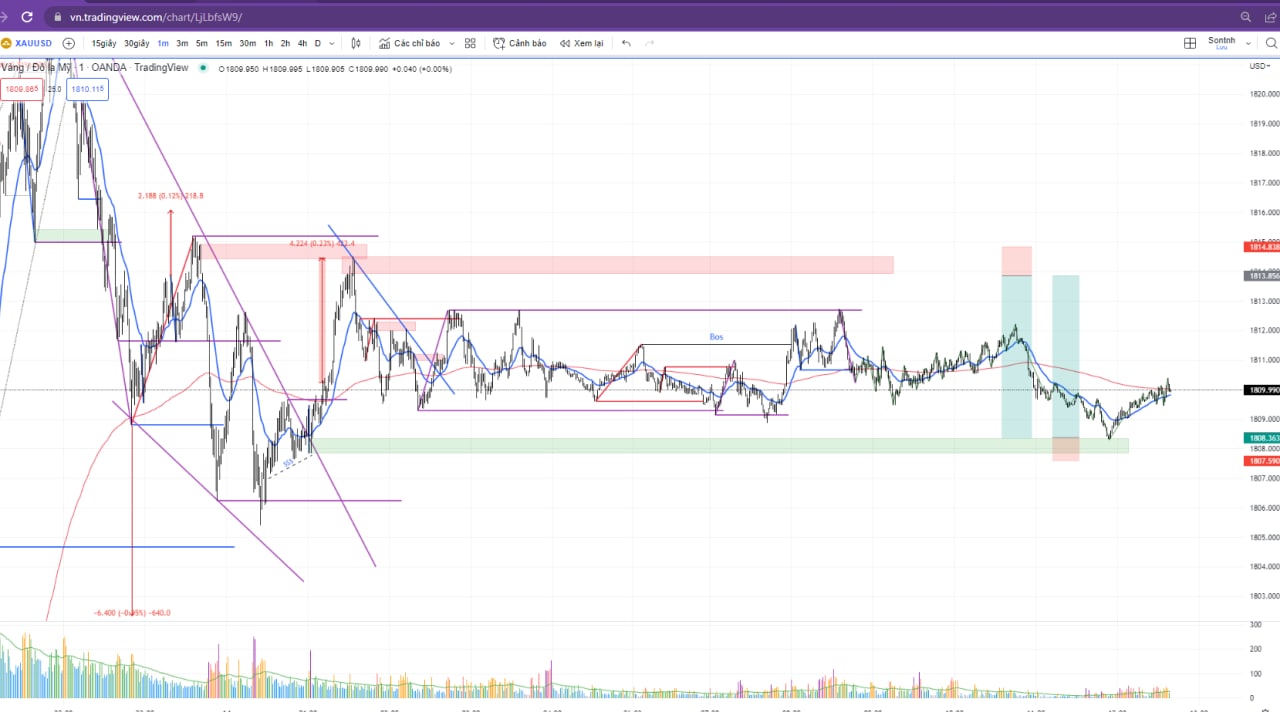 vn.tradingview.com/chart/LjLbfsW9/
XAUUSD 15giây 30giây 1m 3m 5m 15m 30m 1h 2h 4h D Các chỉ báo Cảnh báo Xem lại Sontnh
Lưu
Vàng / Đô la Mỹ · 1 · OANDA · TradingView O1809.950 H1809.995 L1809.905 C1809.990 +0.040 (+0.00%)
USD
1809.865 25.0 1810.115
1820.000
1819.000
1818.000
1817.000
2.188 (0.12%) 218.8
1816.000
4.224 (0.23%) 422.4
1814.838
1813.856
1813.000
1812.000
Bos
1811.000
1809.990
1809.000
1808.363
1808.000
1807.590
SSS
1807.000
1806.000
1805.000
1804.000
1803.000
-6.400 (-0.35%) -640.0
300
200
100
0